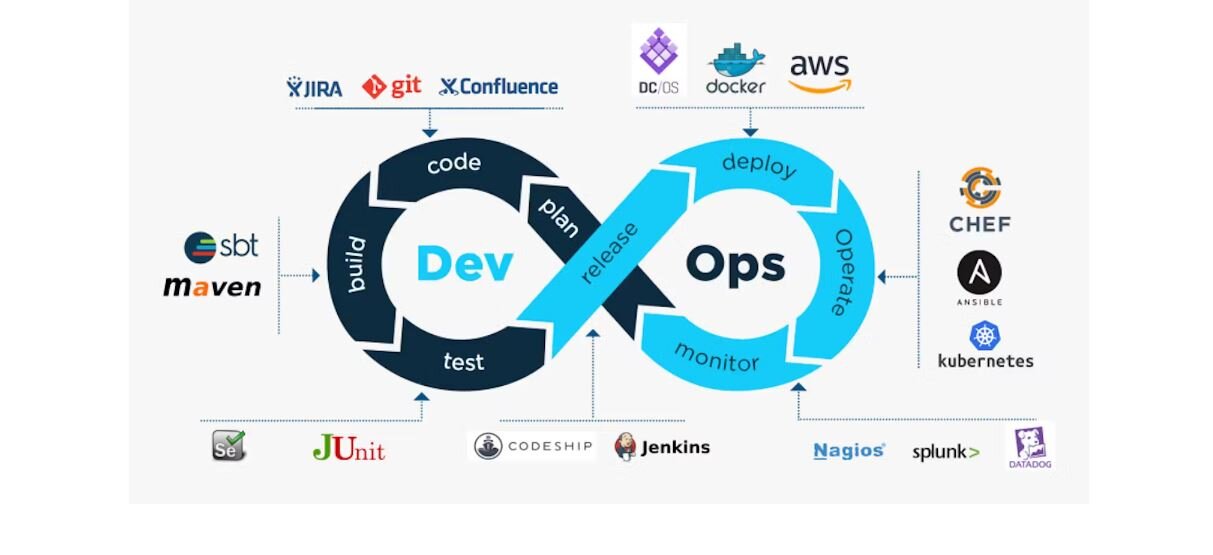 DC/OS
docker
aws
JIRA
git
Confluence
code
deploy
plan
release
build
Dev
Ops
Operate
test
monitor
sbt
maven
CHEF
ANSIBLE
kubernetes
Se
JUnit
CODESHIP
Jenkins
Nagios®
splunk>
DATADOG